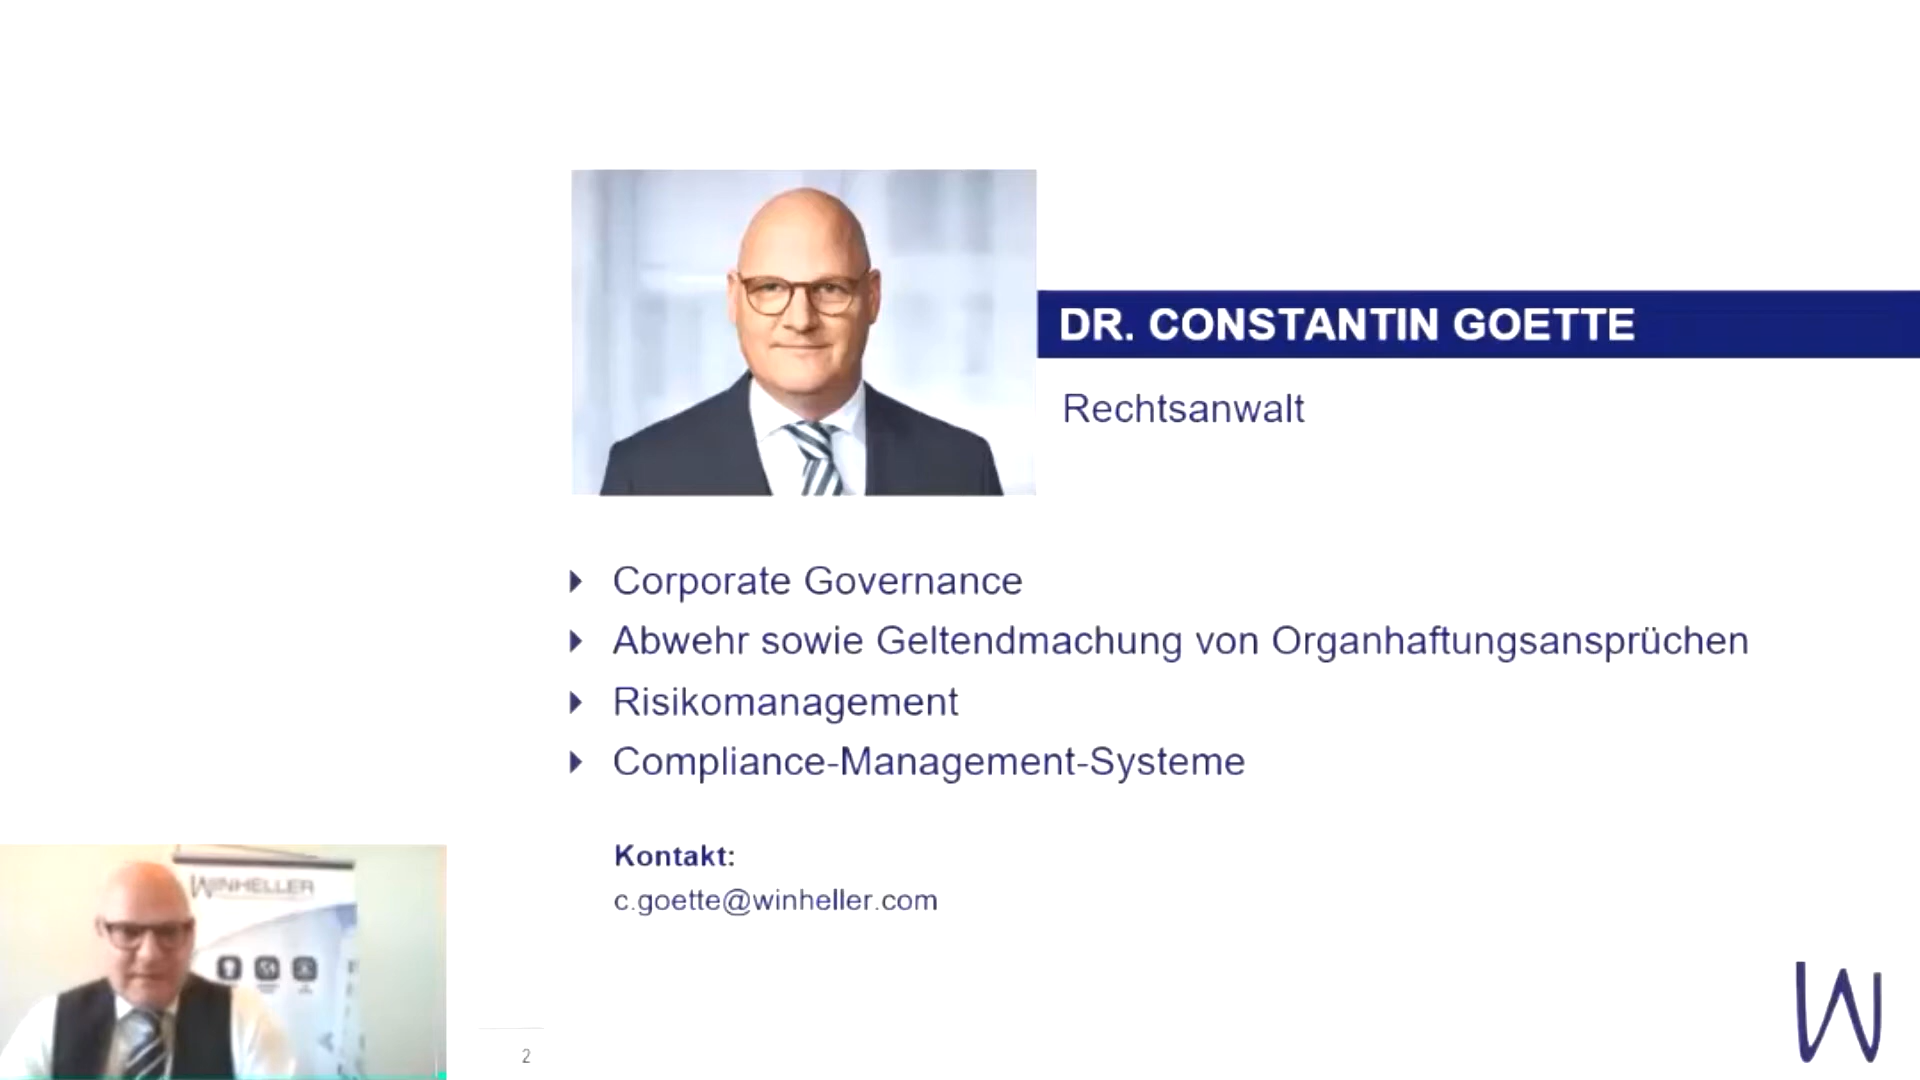 DR. CONSTANTIN GOETTE
Rechtsanwalt
Corporate Governance
Abwehr sowie Geltendmachung von Organhaftungsansprüchen
Risikomanagement
Compliance-Management-Systeme
Kontakt:
c.goette@winheller.com
WINHELLER
2
W